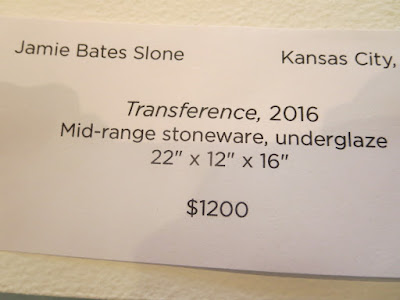 Jamie Bates Slone Kansas City,
Transference, 2016
Mid-range stoneware, underglaze
22" x 12" x 16"
$1200